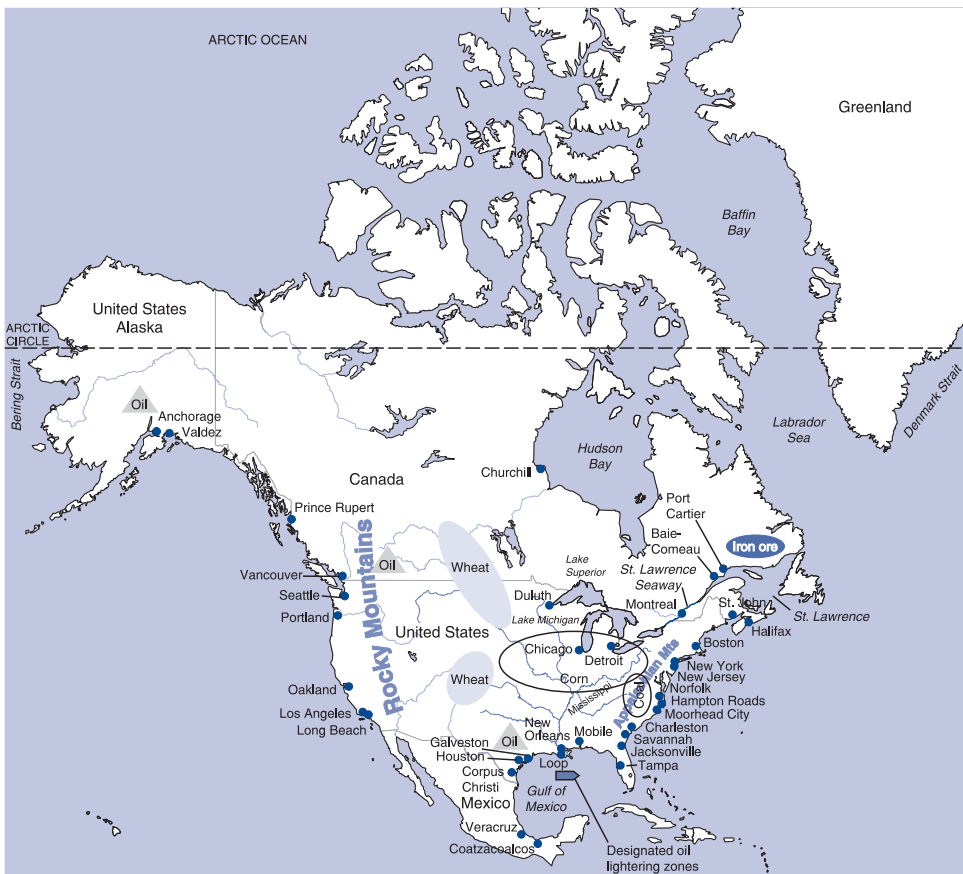 ARCTIC OCEAN
Greenland
Baffin
Bay
United States
Alaska
ARCTIC
CIRCLE
Bering Strait
Denmark Strait
Oil
Anchorage
Valdez
Labrador
Sea
Hudson
Bay
Churchill
Canada
Port
Cartier
Prince Rupert
Baie-
Comeau
Iron ore
Rocky Mountains
Oil
Wheat
Lake
Superior
St. Lawrence
Seaway
Vancouver
Seattle
Duluth
Montreal
St. John
St. Lawrence
Portland
Lake Michigan
Halifax
United States
Chicago
Detroit
Boston
Appalachian Mts
Wheat
Corn
New York
New Jersey
Oakland
Mississippi
Coal
Norfolk
Hampton Roads
Los Angeles
Long Beach
Moorhead City
New
Orleans
Mobile
Charleston
Oil
Savannah
Galveston
Jacksonville
Houston
Loop
Tampa
Corpus
Christi
Gulf of
Mexico
Mexico
Veracruz
Coatzacoalcos
Designated oil
lightering zones